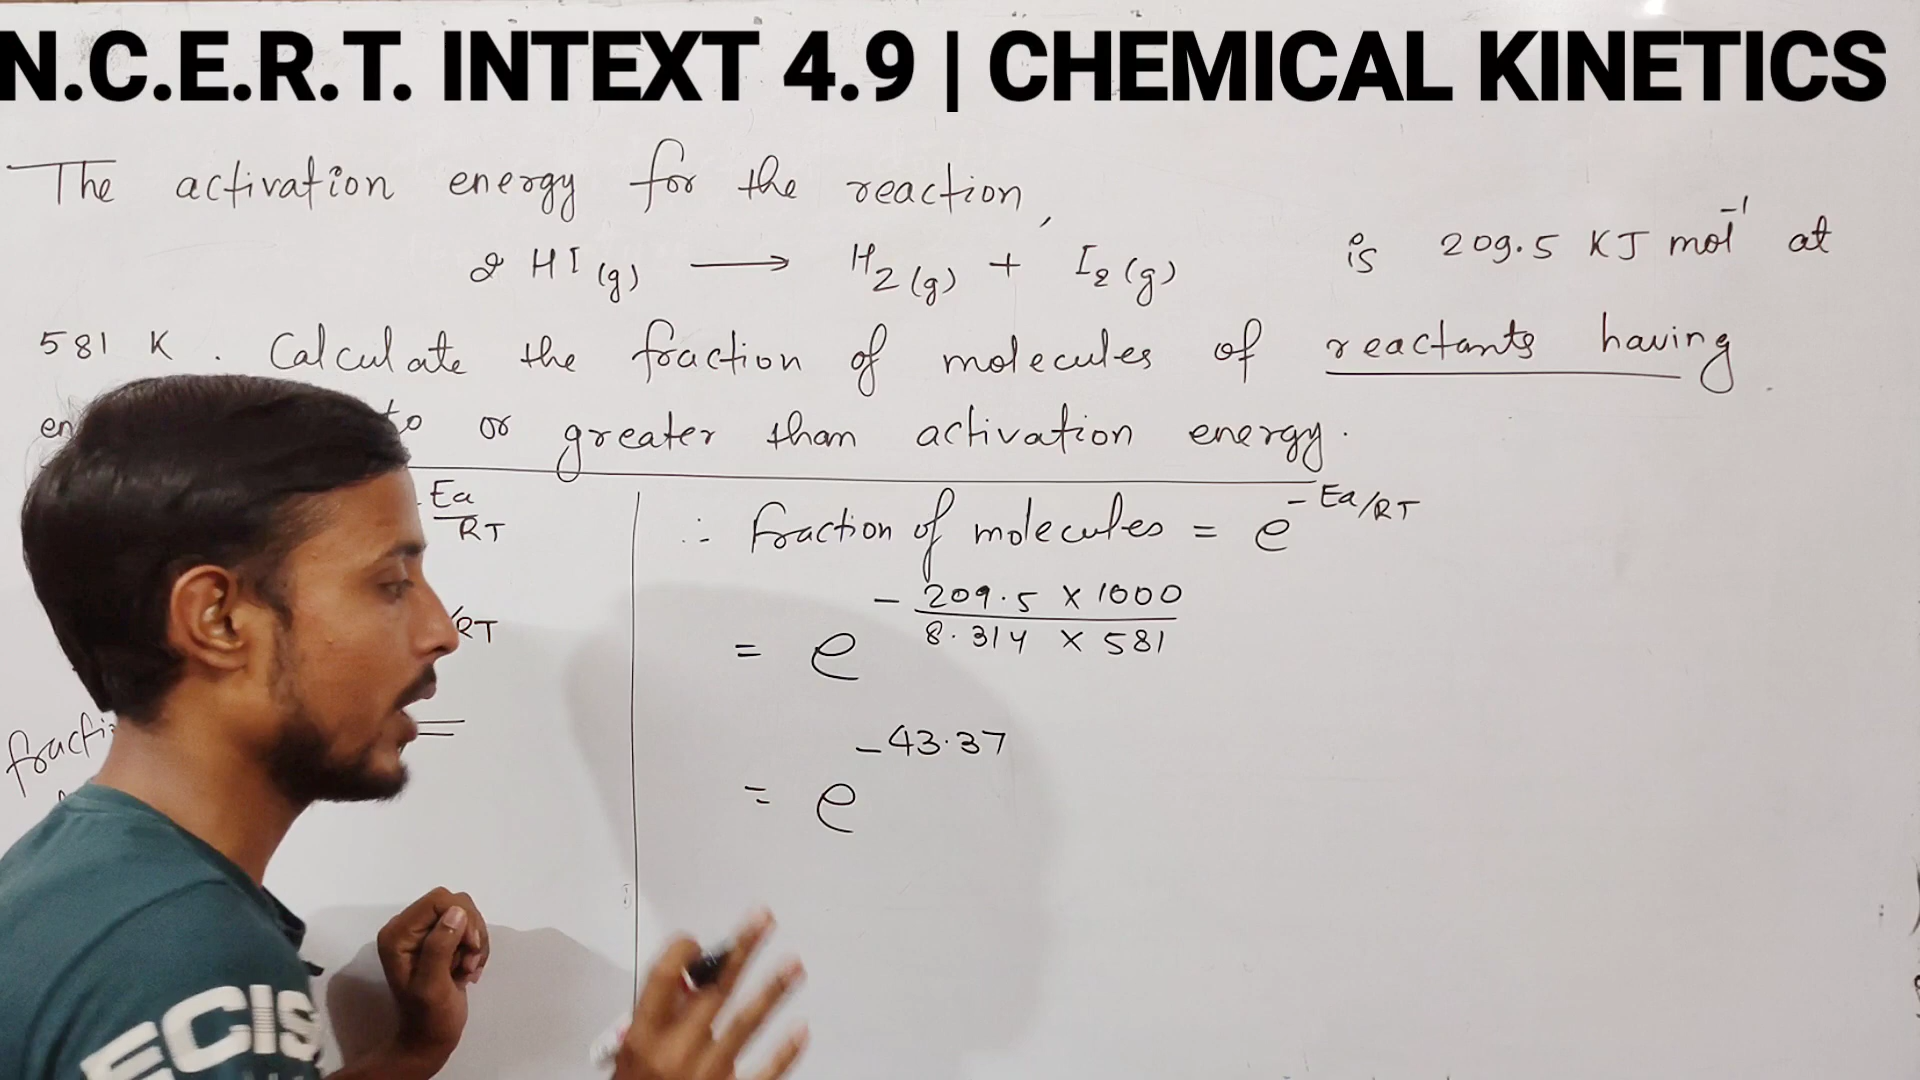 N.C.E.R.T. INTEXT 4.9 | CHEMICAL KINETICS
The activation energy for the reaction,
2 HI (g) ⟶ H2 (g) + I2 (g) is 209.5 KJ mol⁻¹ at
581 K . Calculate the fraction of molecules of reactants having
to or greater than activation energy.
Ea/RT
∴ fraction of molecules = e^(-Ea/RT)
= e^(-(209.5 × 1000)/(8.314 × 581))
/RT
= e^(-43.37)
ECIS